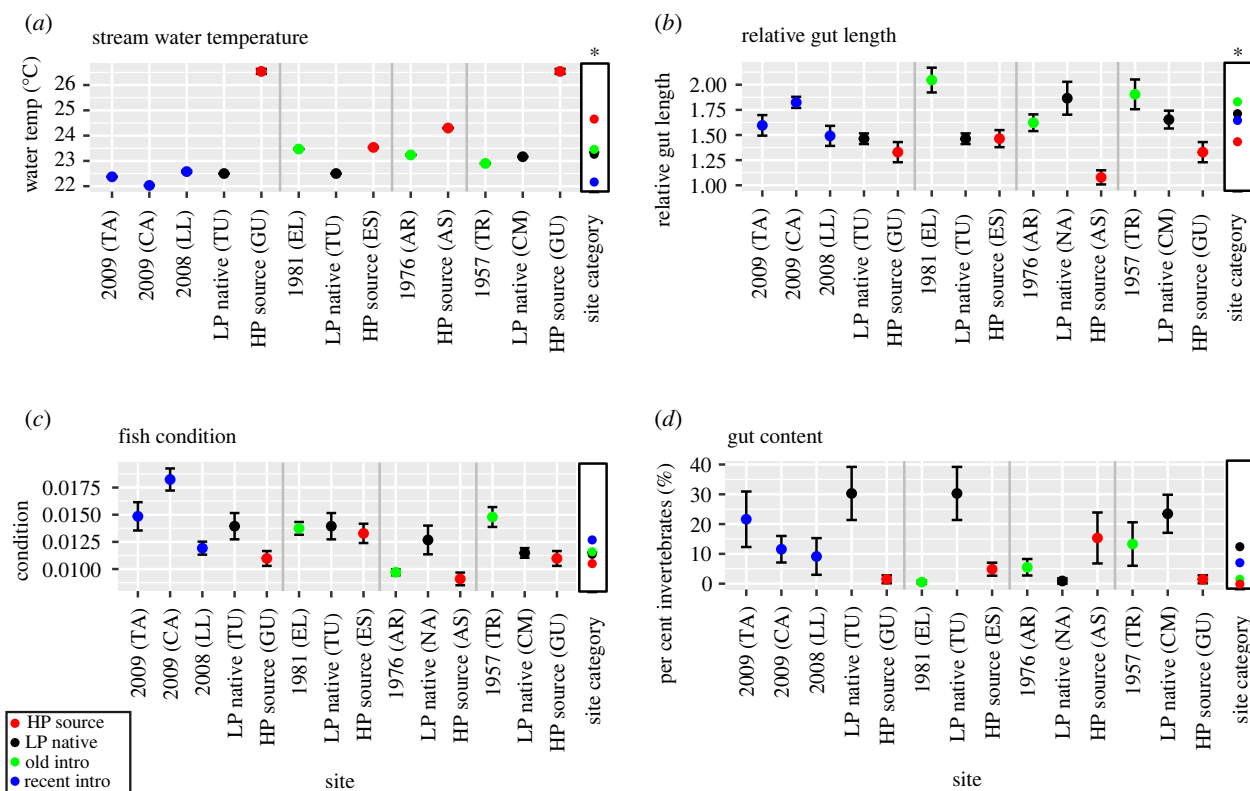 (a)
stream water temperature
*
water temp (°C)
26
25
24
23
22
2009 (TA)
2009 (CA)
2008 (LL)
LP native (TU)
HP source (GU)
1981 (EL)
LP native (TU)
HP source (ES)
1976 (AR)
HP source (AS)
1957 (TR)
LP native (CM)
HP source (GU)
site category
(b)
relative gut length
*
relative gut length
2.00
1.75
1.50
1.25
1.00
2009 (TA)
2009 (CA)
2008 (LL)
LP native (TU)
HP source (GU)
1981 (EL)
LP native (TU)
HP source (ES)
1976 (AR)
LP native (NA)
HP source (AS)
1957 (TR)
LP native (CM)
HP source (GU)
site category
(c)
fish condition
condition
0.0175
0.0150
0.0125
0.0100
2009 (TA)
2009 (CA)
2008 (LL)
LP native (TU)
HP source (GU)
1981 (EL)
LP native (TU)
HP source (ES)
1976 (AR)
LP native (NA)
HP source (AS)
1957 (TR)
LP native (CM)
HP source (GU)
site category
site
(d)
gut content
per cent invertebrates (%)
40
30
20
10
0
2009 (TA)
2009 (CA)
2008 (LL)
LP native (TU)
HP source (GU)
1981 (EL)
LP native (TU)
HP source (ES)
1976 (AR)
LP native (NA)
HP source (AS)
1957 (TR)
LP native (CM)
HP source (GU)
site category
site
HP source
LP native
old intro
recent intro